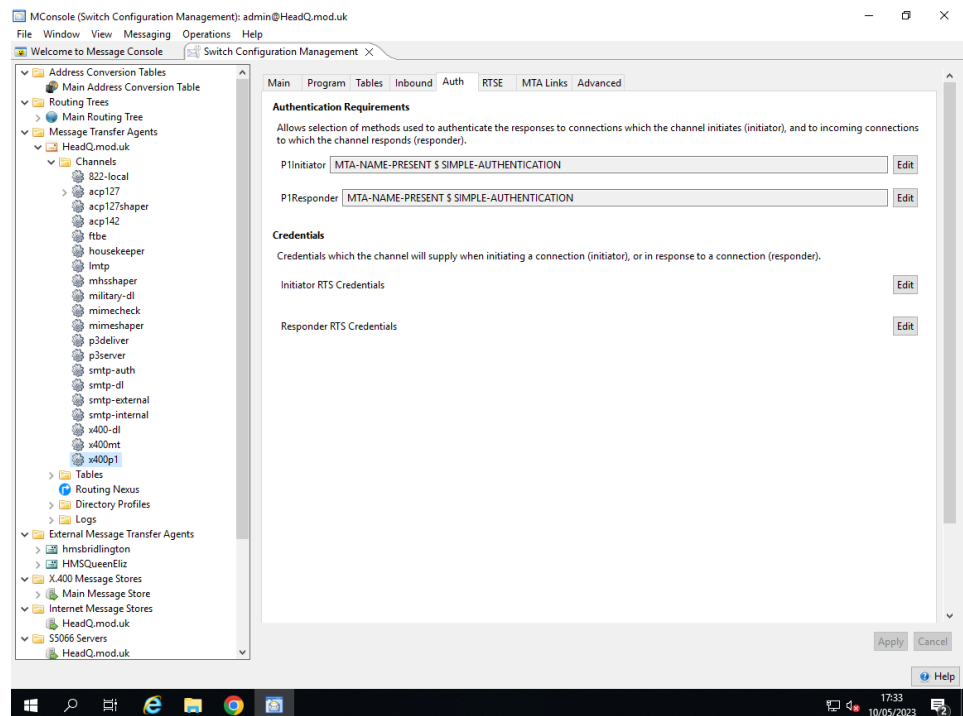 MConsole (Switch Configuration Management): admin@HeadQ.mod.uk
File Window View Messaging Operations Help
Welcome to Message Console
Switch Configuration Management
Address Conversion Tables
Main Address Conversion Table
Routing Trees
Main Routing Tree
Message Transfer Agents
HeadQ.mod.uk
Channels
822-local
acp127
acp127shaper
acp142
ftbe
housekeeper
lmtp
mhsshaper
military-dl
mimecheck
mimeshaper
p3deliver
p3server
smtp-auth
smtp-dl
smtp-external
smtp-internal
x400-dl
x400mt
x400p1
Tables
Routing Nexus
Directory Profiles
Logs
External Message Transfer Agents
hmsbridlington
HMSQueenEliz
X.400 Message Stores
Main Message Store
Internet Message Stores
HeadQ.mod.uk
S5066 Servers
HeadQ.mod.uk
Main Program Tables Inbound Auth RTSE MTA Links Advanced
Authentication Requirements
Allows selection of methods used to authenticate the responses to connections which the channel initiates (initiator), and to incoming connections
to which the channel responds (responder).
P1Initiator MTA-NAME-PRESENT $ SIMPLE-AUTHENTICATION Edit
P1Responder MTA-NAME-PRESENT $ SIMPLE-AUTHENTICATION Edit
Credentials
Credentials which the channel will supply when initiating a connection (initiator), or in response to a connection (responder).
Initiator RTS Credentials Edit
Responder RTS Credentials Edit
Apply Cancel
Help
17:33
10/05/2023
2